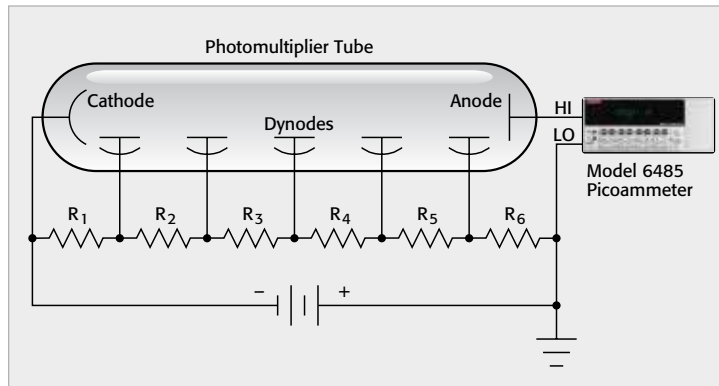 Photomultiplier Tube
Cathode
Dynodes
Anode
HI
LO
Model 6485
Picoammeter
R1
R2
R3
R4
R5
R6
− +